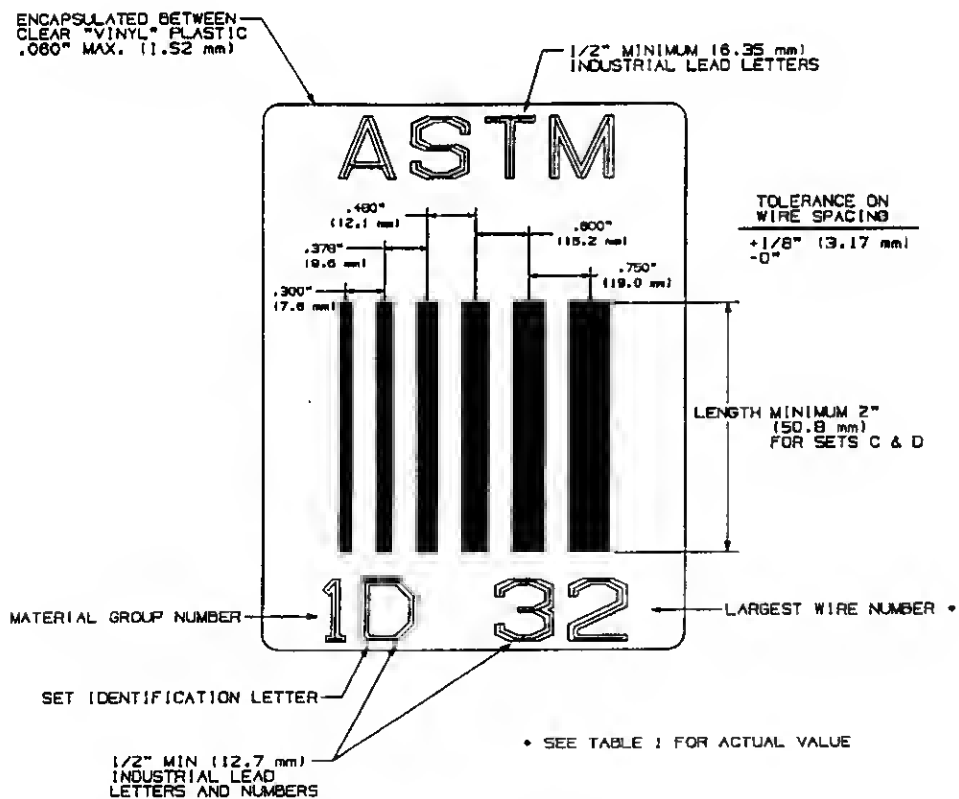 ENCAPSULATED BETWEEN
CLEAR "VINYL" PLASTIC
.060" MAX. (1.52 mm)
1/2" MINIMUM (6.35 mm)
INDUSTRIAL LEAD LETTERS
ASTM
TOLERANCE ON
WIRE SPACING
+1/8" (3.17 mm)
-0"
.480"
(12.1 mm)
.600"
(15.2 mm)
.378"
(9.6 mm)
.750"
(19.0 mm)
.300"
(7.6 mm)
LENGTH MINIMUM 2"
(50.8 mm)
FOR SETS C & D
1D 32
MATERIAL GROUP NUMBER
LARGEST WIRE NUMBER *
SET IDENTIFICATION LETTER
* SEE TABLE 1 FOR ACTUAL VALUE
1/2" MIN (12.7 mm)
INDUSTRIAL LEAD
LETTERS AND NUMBERS